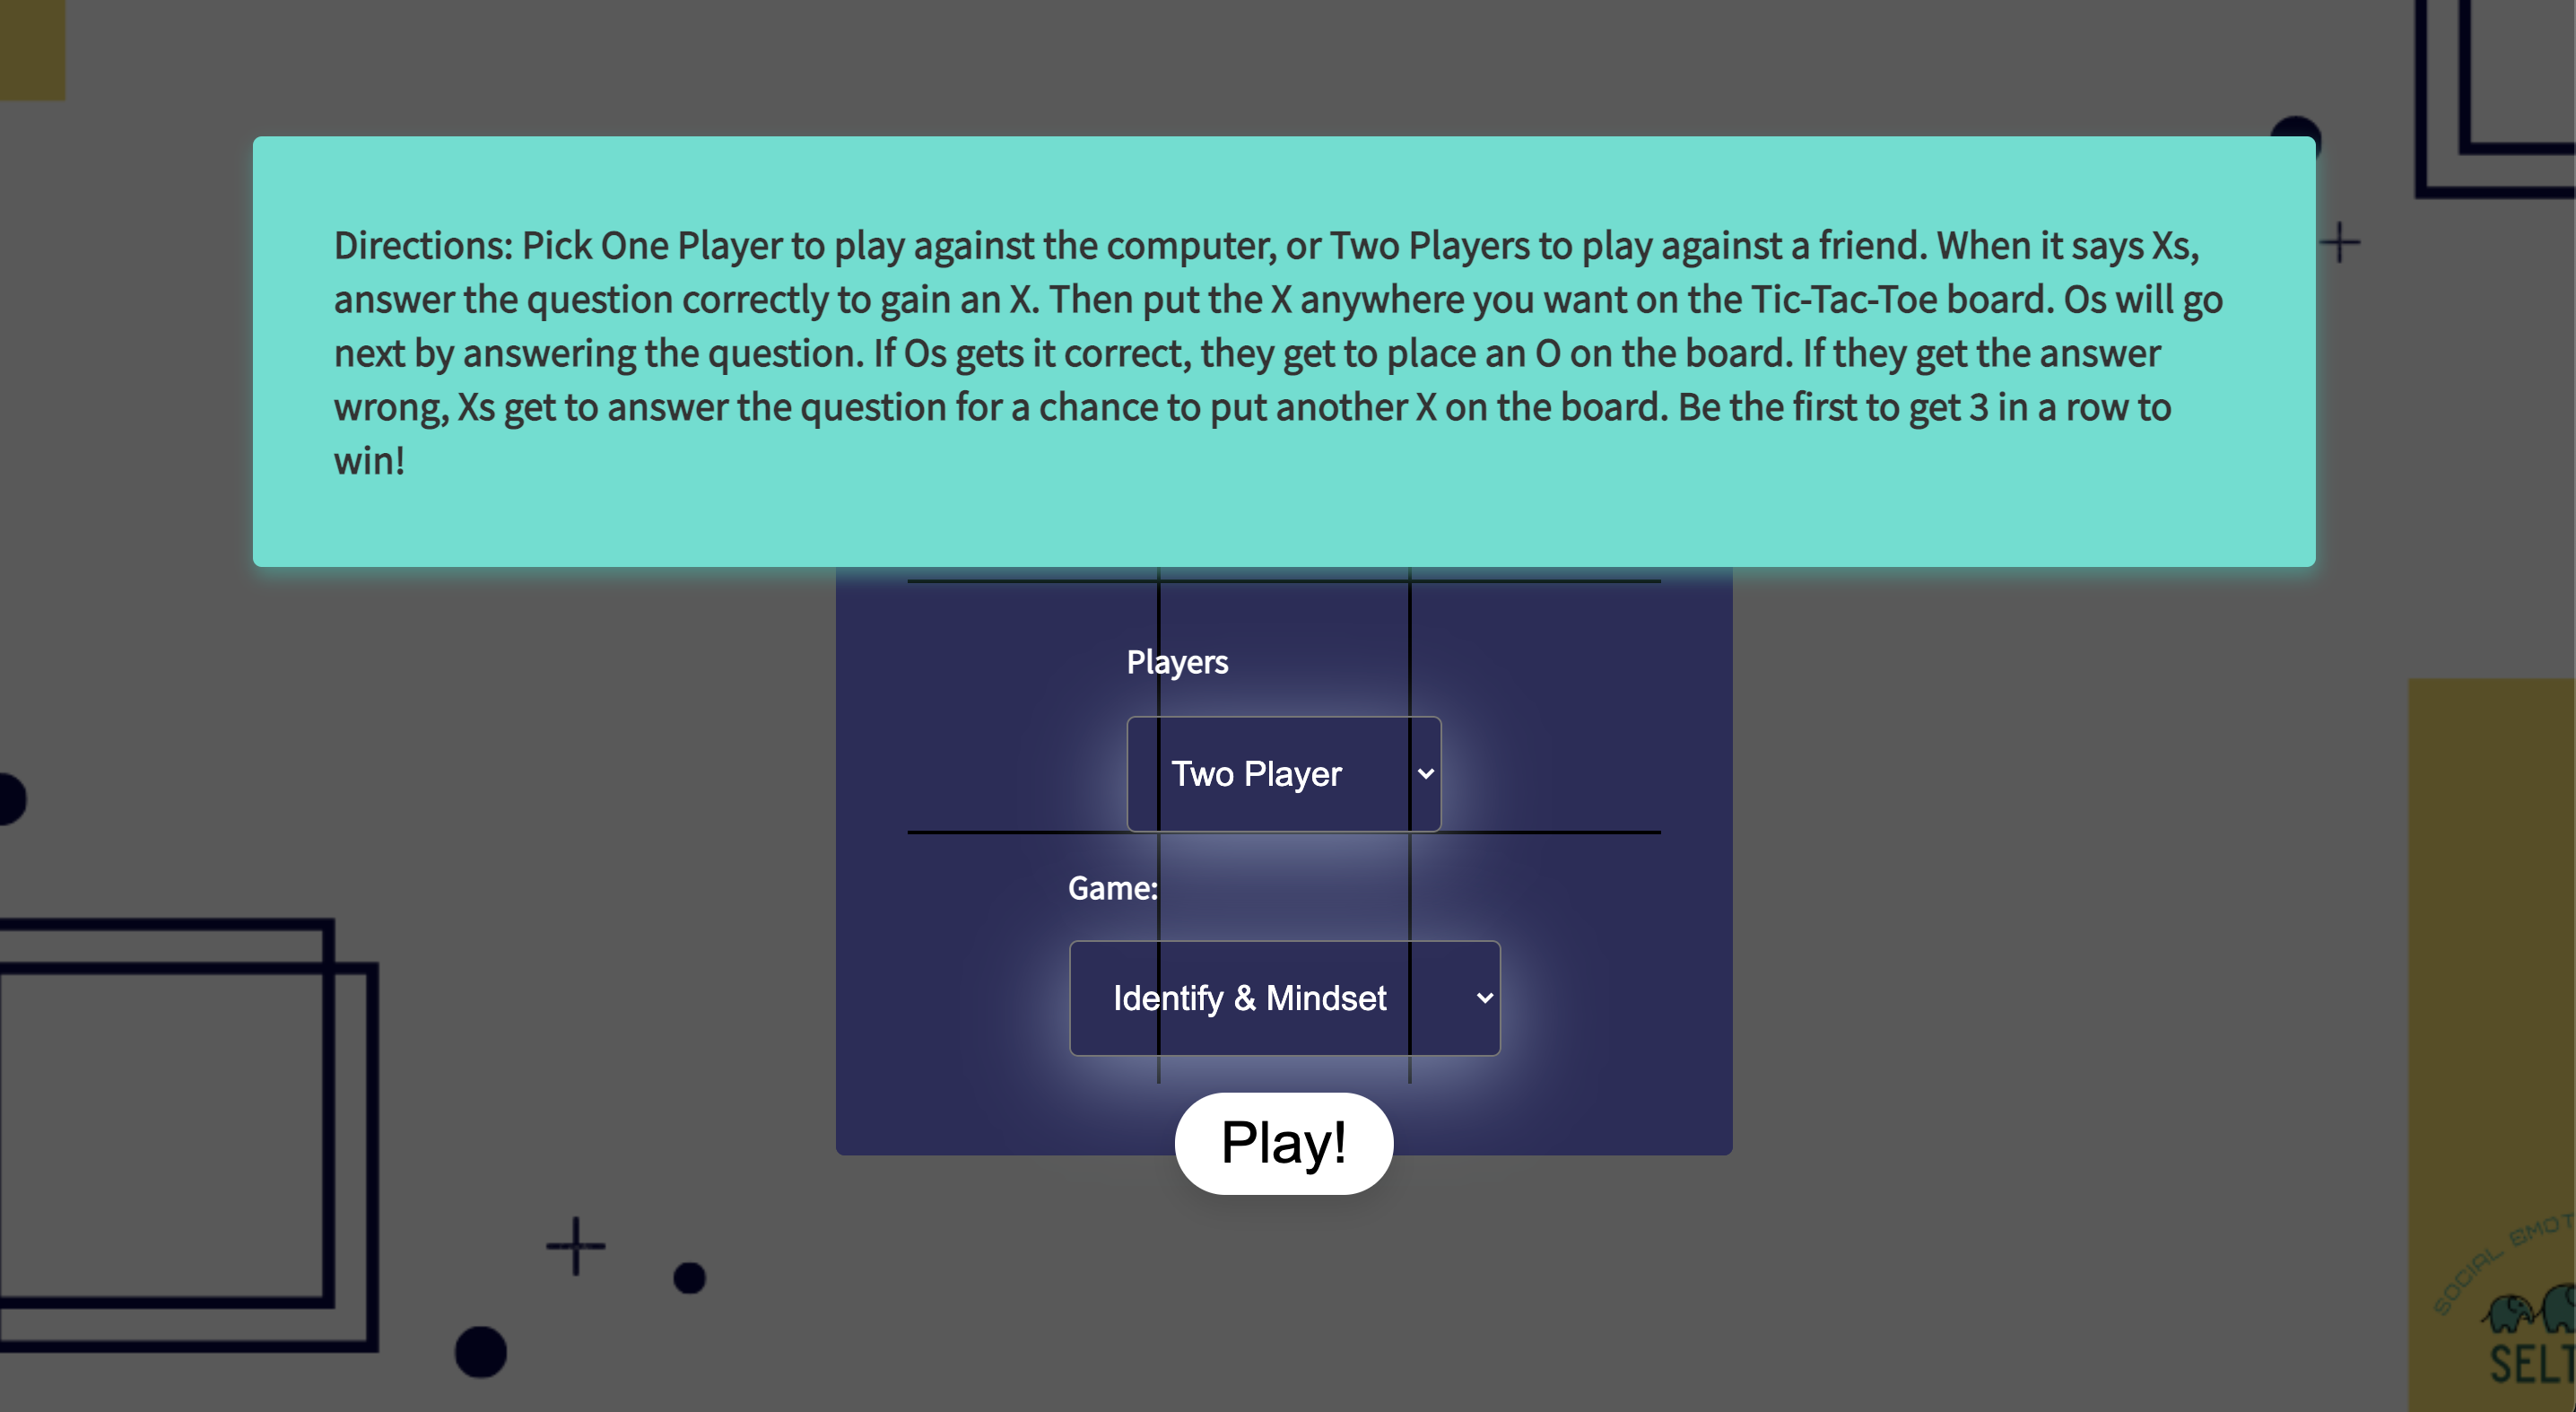 Directions: Pick One Player to play against the computer, or Two Players to play against a friend. When it says Xs,
answer the question correctly to gain an X. Then put the X anywhere you want on the Tic-Tac-Toe board. Os will go
next by answering the question. If Os gets it correct, they get to place an O on the board. If they get the answer
wrong, Xs get to answer the question for a chance to put another X on the board. Be the first to get 3 in a row to
win!
Players
Two Player
Game:
Identify & Mindset
Play!
SOCIAL EMOT
SELT